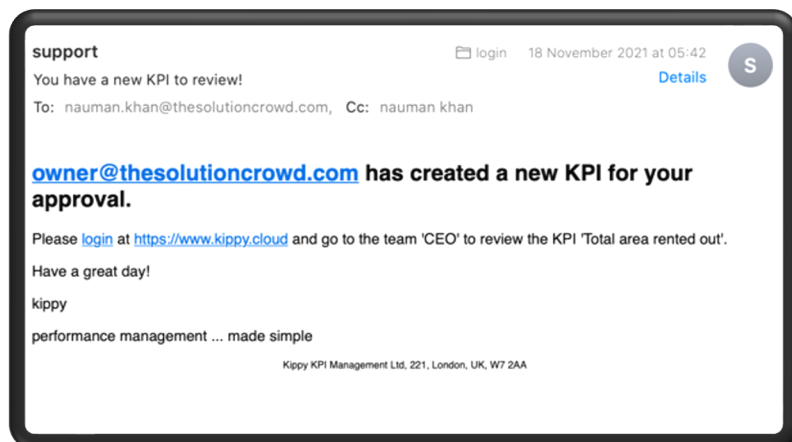 support
login 18 November 2021 at 05:42
S
You have a new KPI to review!
Details
To: nauman.khan@thesolutioncrowd.com, Cc: nauman khan
owner@thesolutioncrowd.com has created a new KPI for your
approval.
Please login at https://www.kippy.cloud and go to the team 'CEO' to review the KPI 'Total area rented out'.
Have a great day!
kippy
performance management ... made simple
Kippy KPI Management Ltd, 221, London, UK, W7 2AA